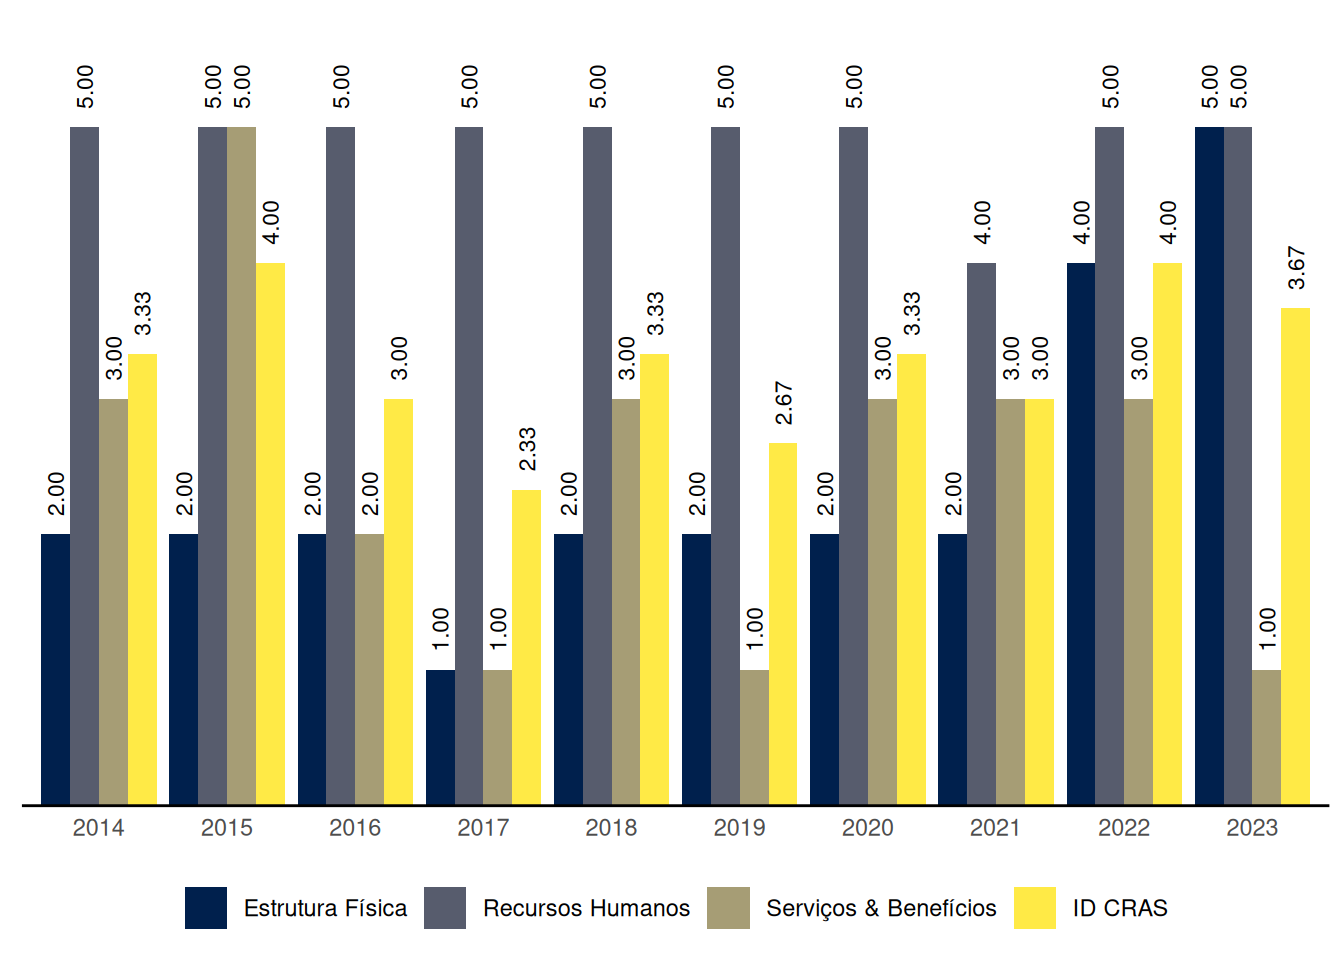 5.00 5.00 5.00 5.00 5.00 5.00 5.00 5.00 5.00 5.00 5.00
4.00 4.00 4.00 4.00
3.67
3.33 3.33 3.33
3.00 3.00 3.00 3.00 3.00 3.00 3.00
2.67
2.33
2.00 2.00 2.00 2.00 2.00 2.00 2.00 2.00
1.00 1.00 1.00 1.00
2014 2015 2016 2017 2018 2019 2020 2021 2022 2023
Estrutura Física Recursos Humanos Serviços & Benefícios ID CRAS